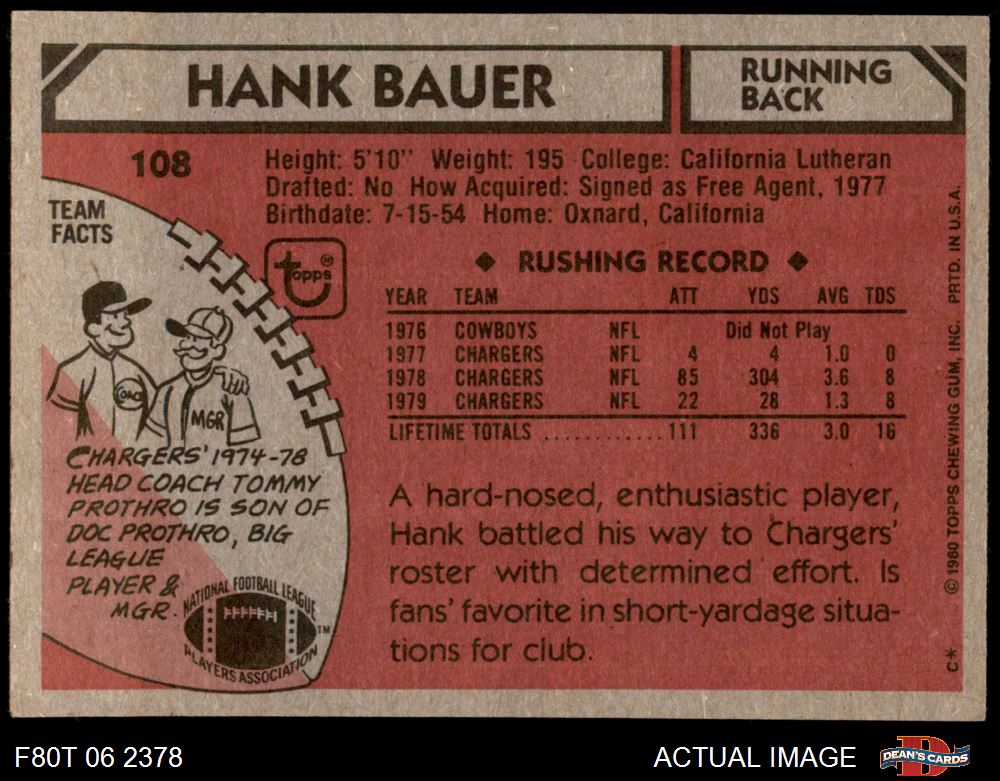 HANK BAUER
RUNNING
BACK
108
Height: 5'10" Weight: 195 College: California Lutheran
Drafted: No How Acquired: Signed as Free Agent, 1977
Birthdate: 7-15-54 Home: Oxnard, California
TEAM
FACTS
topps®
◆ RUSHING RECORD ◆
YEAR TEAM ATT YDS AVG TDS
1976 COWBOYS NFL Did Not Play
1977 CHARGERS NFL 4 4 1.0 0
1978 CHARGERS NFL 85 304 3.6 8
1979 CHARGERS NFL 22 28 1.3 8
LIFETIME TOTALS ............ 111 336 3.0 16
COACH
MGR
CHARGERS' 1974-78
HEAD COACH TOMMY
PROTHRO IS SON OF
DOC PROTHRO, BIG
LEAGUE
PLAYER &
MGR.
NATIONAL FOOTBALL LEAGUE
PLAYERS ASSOCIATION
TM
A hard-nosed, enthusiastic player,
Hank battled his way to Chargers'
roster with determined effort. Is
fans' favorite in short-yardage situa-
tions for club.
C* © 1980 TOPPS CHEWING GUM, INC. PRTD. IN U.S.A.
F80T 06 2378
ACTUAL IMAGE
DEAN'S CARDS